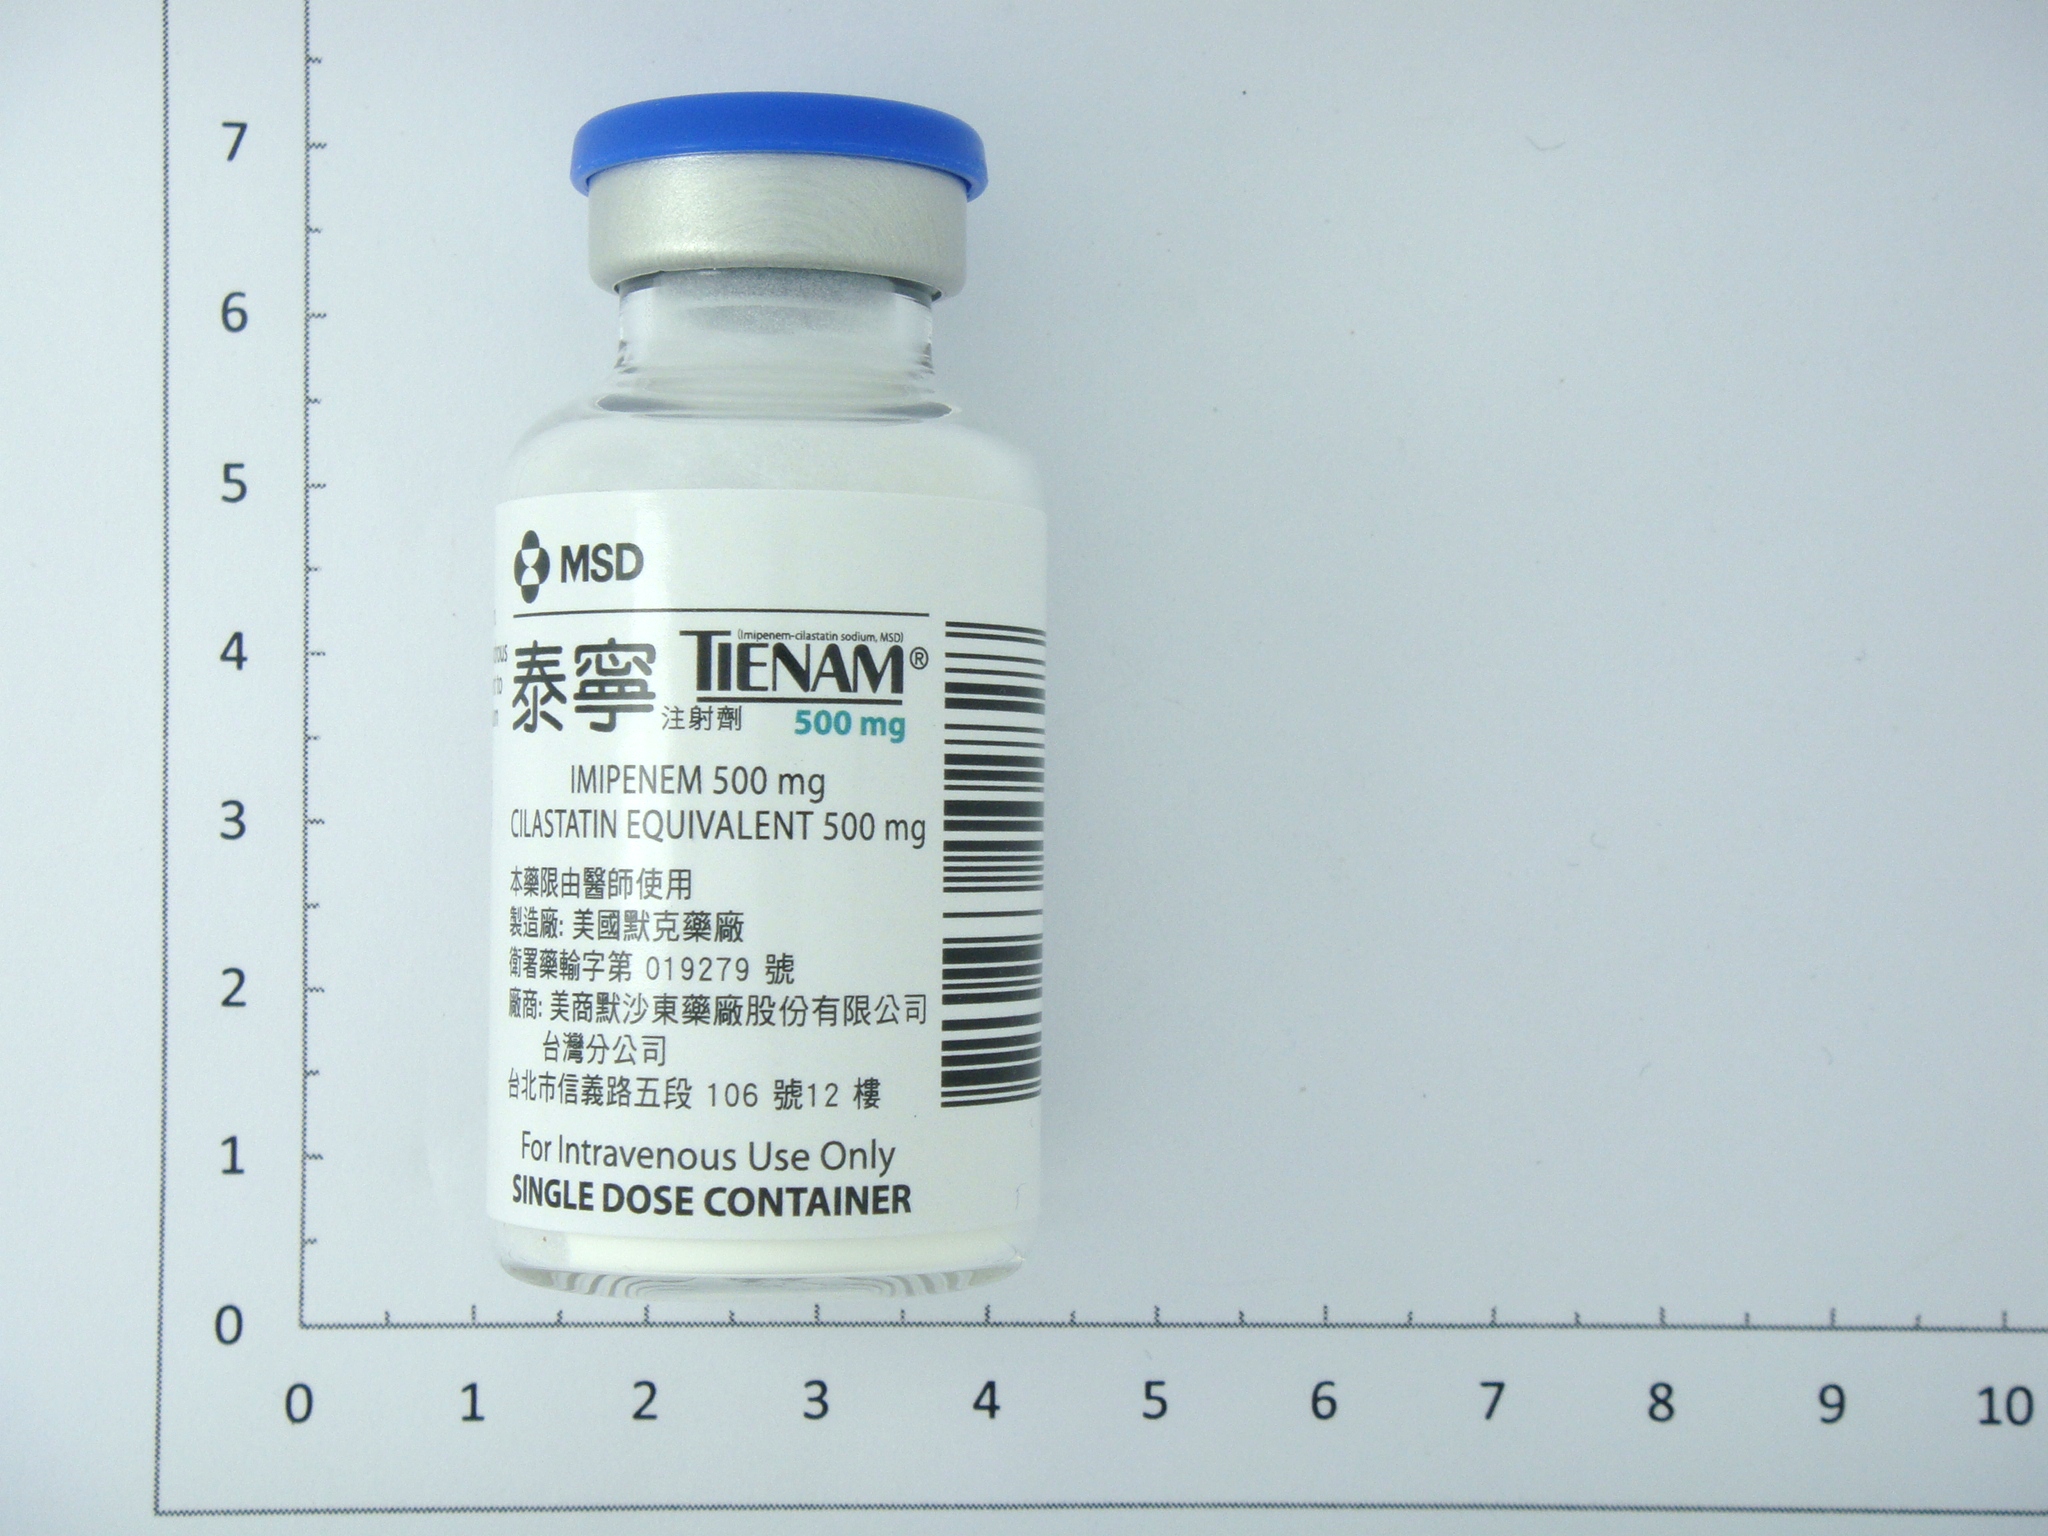 7
6
5
4
3
2
1
0
MSD
(Imipenem-cilastatin sodium, MSD)
泰寧 TIENAM®
注射劑 500 mg
IMIPENEM 500 mg
CILASTATIN EQUIVALENT 500 mg
本藥限由醫師使用
製造廠: 美國默克藥廠
衛署藥輸字第 019279 號
廠商: 美商默沙東藥廠股份有限公司
台灣分公司
台北市信義路五段 106 號12 樓
For Intravenous Use Only
SINGLE DOSE CONTAINER
0 1 2 3 4 5 6 7 8 9 10